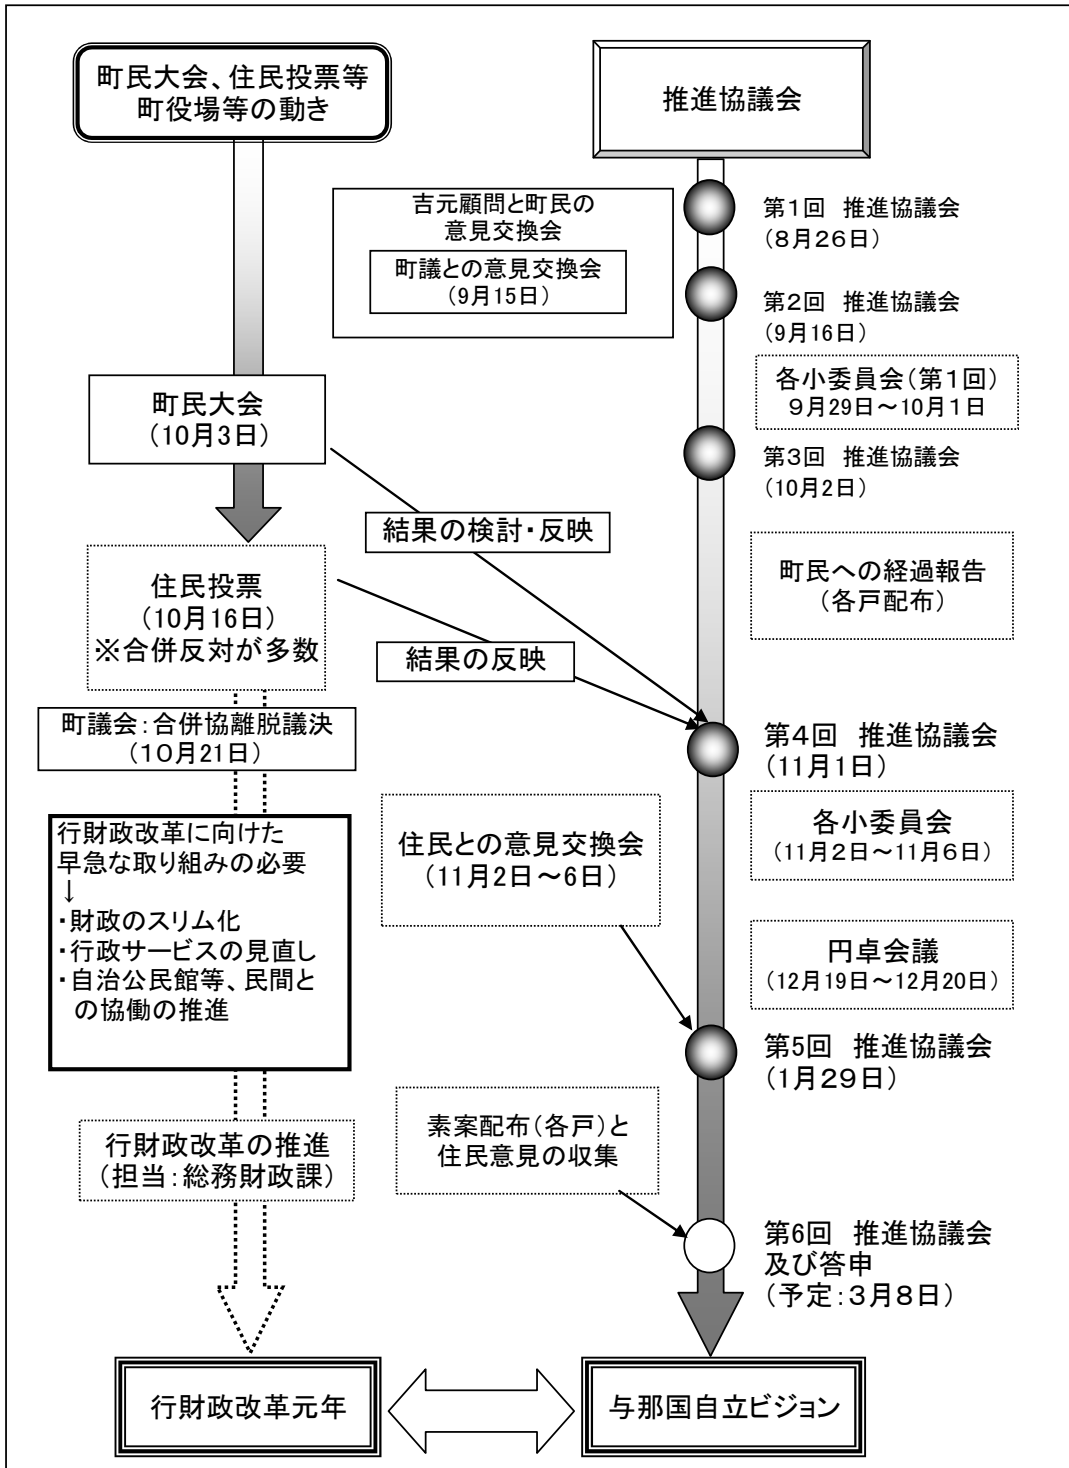 町民大会、住民投票等
町役場等の動き
推進協議会
吉元顧問と町民の
意見交換会
町議との意見交換会
(9月15日)
第1回 推進協議会
(8月26日)
第2回 推進協議会
(9月16日)
各小委員会(第1回)
9月29日~10月1日
町民大会
(10月3日)
第3回 推進協議会
(10月2日)
結果の検討・反映
住民投票
(10月16日)
※合併反対が多数
結果の反映
町民への経過報告
(各戸配布)
町議会:合併協離脱議決
(10月21日)
第4回 推進協議会
(11月1日)
行財政改革に向けた
早急な取り組みの必要
↓
・財政のスリム化
・行政サービスの見直し
・自治公民館等、民間と
の協働の推進
住民との意見交換会
(11月2日~6日)
各小委員会
(11月2日~11月6日)
円卓会議
(12月19日~12月20日)
第5回 推進協議会
(1月29日)
行財政改革の推進
(担当:総務財政課)
素案配布(各戸)と
住民意見の収集
第6回 推進協議会
及び答申
(予定:3月8日)
行財政改革元年
与那国自立ビジョン